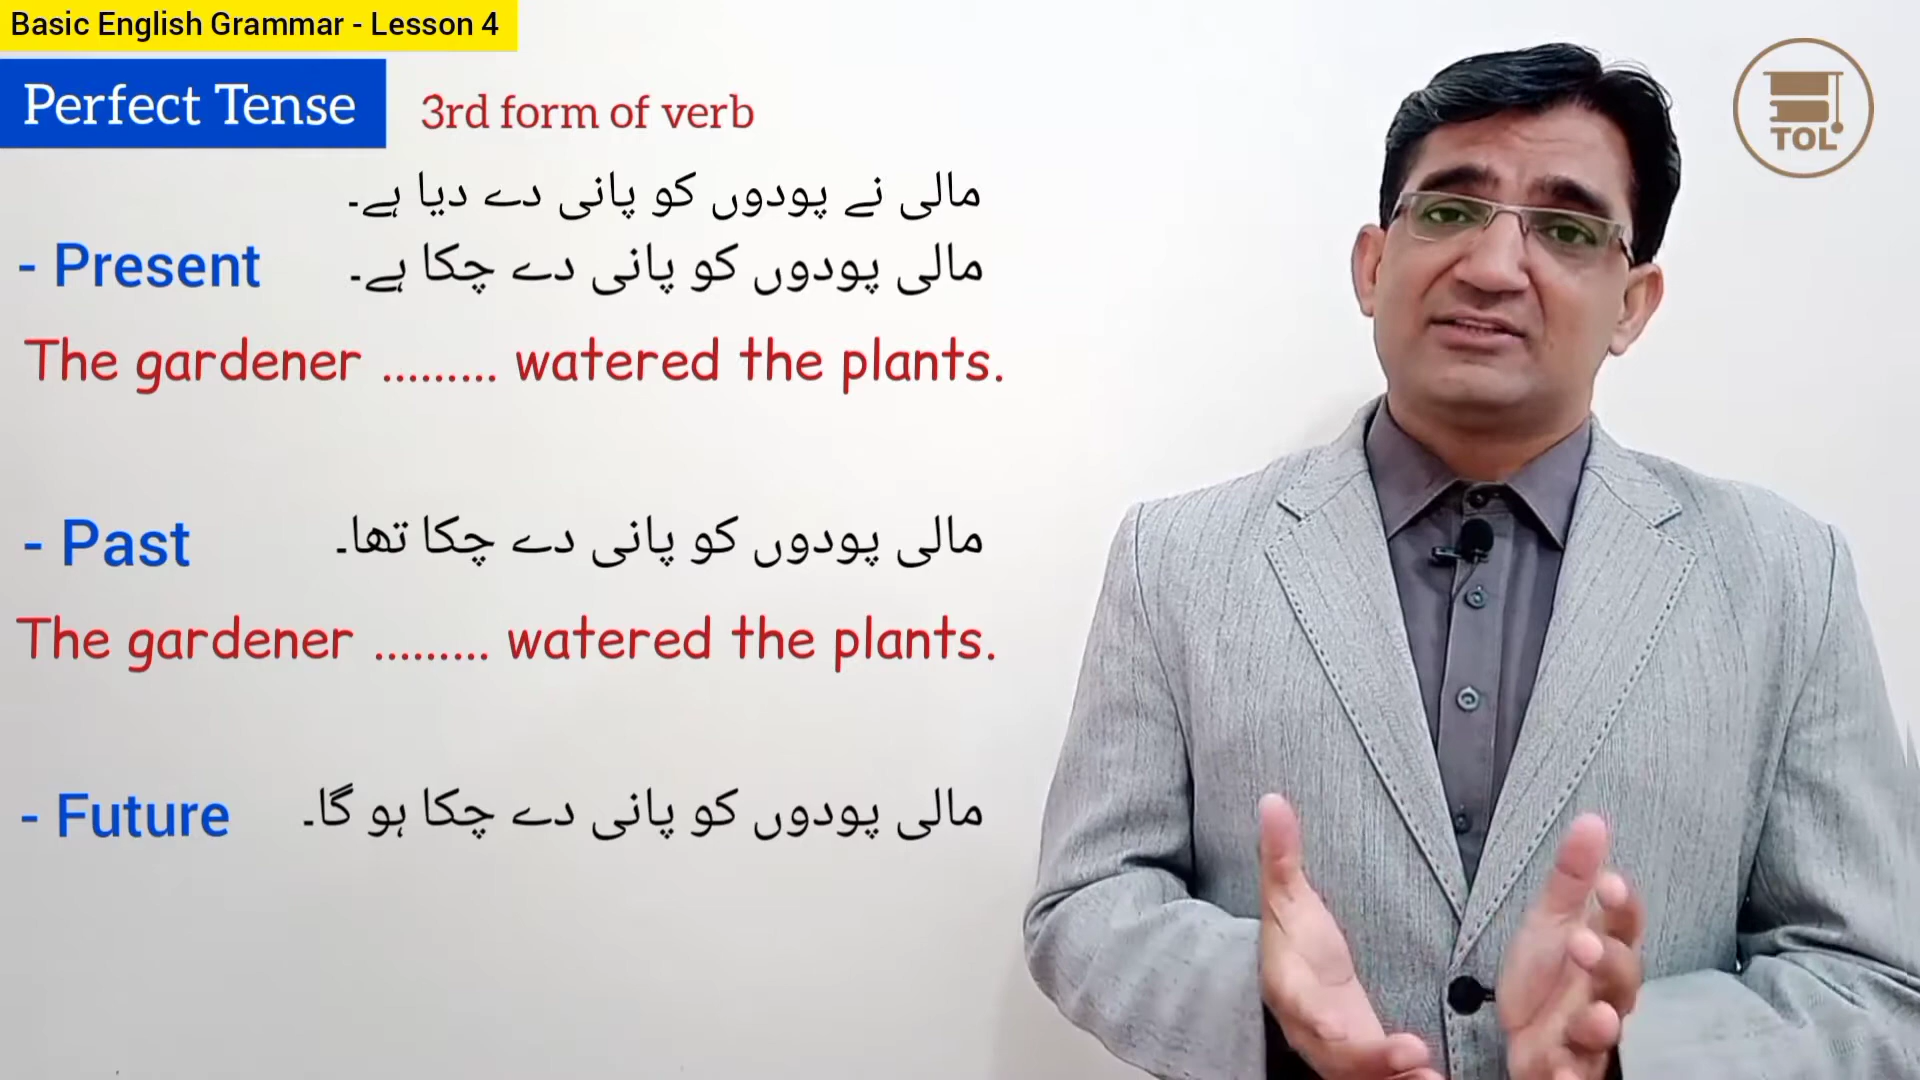 Basic English Grammar - Lesson 4
Perfect Tense 3rd form of verb
مالی نے پودوں کو پانی دے دیا ہے۔
- Present مالی پودوں کو پانی دے چکا ہے۔
The gardener ......... watered the plants.
- Past مالی پودوں کو پانی دے چکا تھا۔
The gardener ......... watered the plants.
- Future مالی پودوں کو پانی دے چکا ہو گا۔
TOL